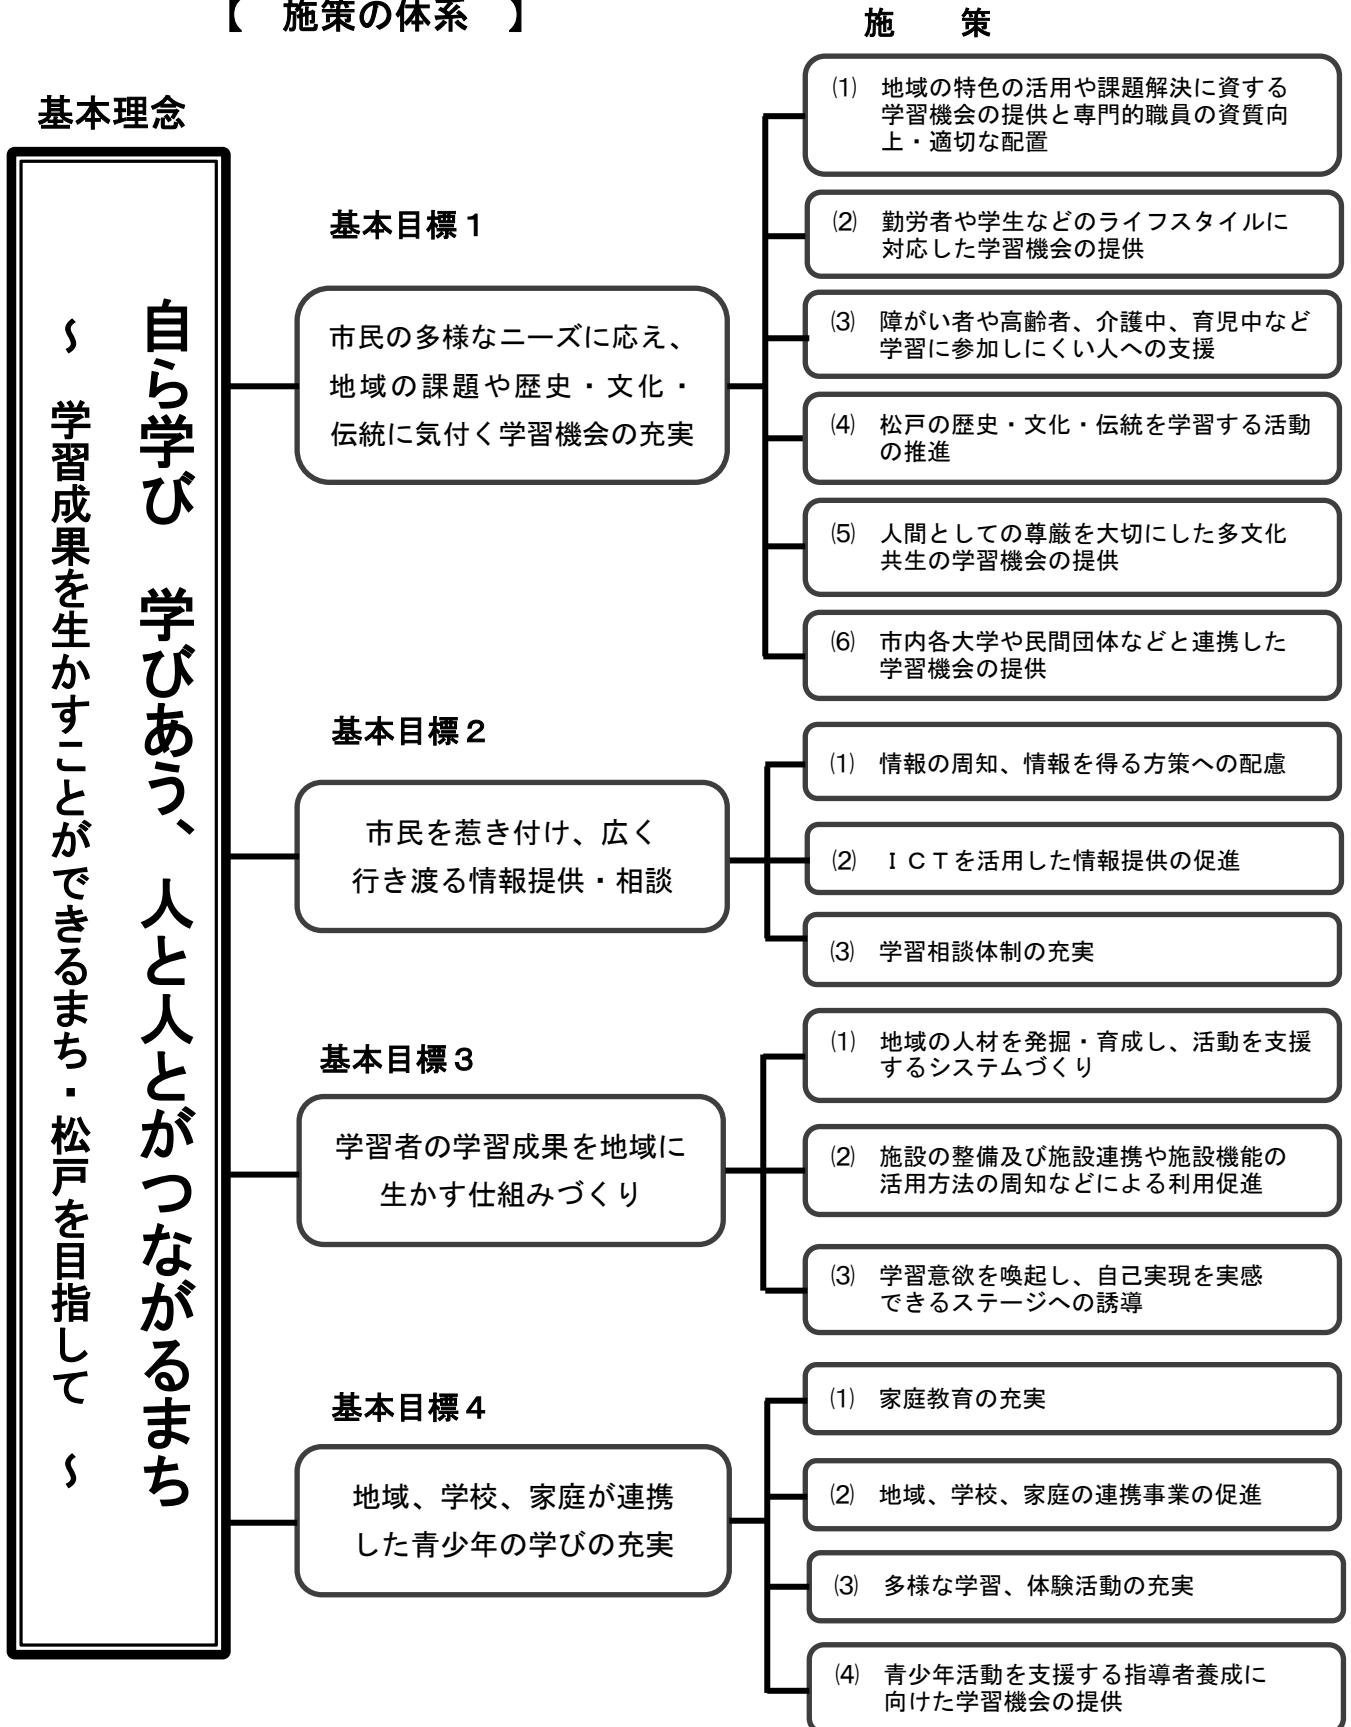 【　施策の体系　】
施　策
基本理念
自ら学び　学びあう、人と人とがつながるまち
～　学習成果を生かすことができるまち・松戸を目指して　～
基本目標１
市民の多様なニーズに応え、
地域の課題や歴史・文化・
伝統に気付く学習機会の充実
⑴　地域の特色の活用や課題解決に資する
学習機会の提供と専門的職員の資質向
上・適切な配置
⑵　勤労者や学生などのライフスタイルに
対応した学習機会の提供
⑶　障がい者や高齢者、介護中、育児中など
学習に参加しにくい人への支援
⑷　松戸の歴史・文化・伝統を学習する活動
の推進
⑸　人間としての尊厳を大切にした多文化
共生の学習機会の提供
⑹　市内各大学や民間団体などと連携した
学習機会の提供
基本目標２
市民を惹き付け、広く
行き渡る情報提供・相談
⑴　情報の周知、情報を得る方策への配慮
⑵　ＩＣＴを活用した情報提供の促進
⑶　学習相談体制の充実
基本目標３
学習者の学習成果を地域に
生かす仕組みづくり
⑴　地域の人材を発掘・育成し、活動を支援
するシステムづくり
⑵　施設の整備及び施設連携や施設機能の
活用方法の周知などによる利用促進
⑶　学習意欲を喚起し、自己実現を実感
できるステージへの誘導
基本目標４
地域、学校、家庭が連携
した青少年の学びの充実
⑴　家庭教育の充実
⑵　地域、学校、家庭の連携事業の促進
⑶　多様な学習、体験活動の充実
⑷　青少年活動を支援する指導者養成に
向けた学習機会の提供